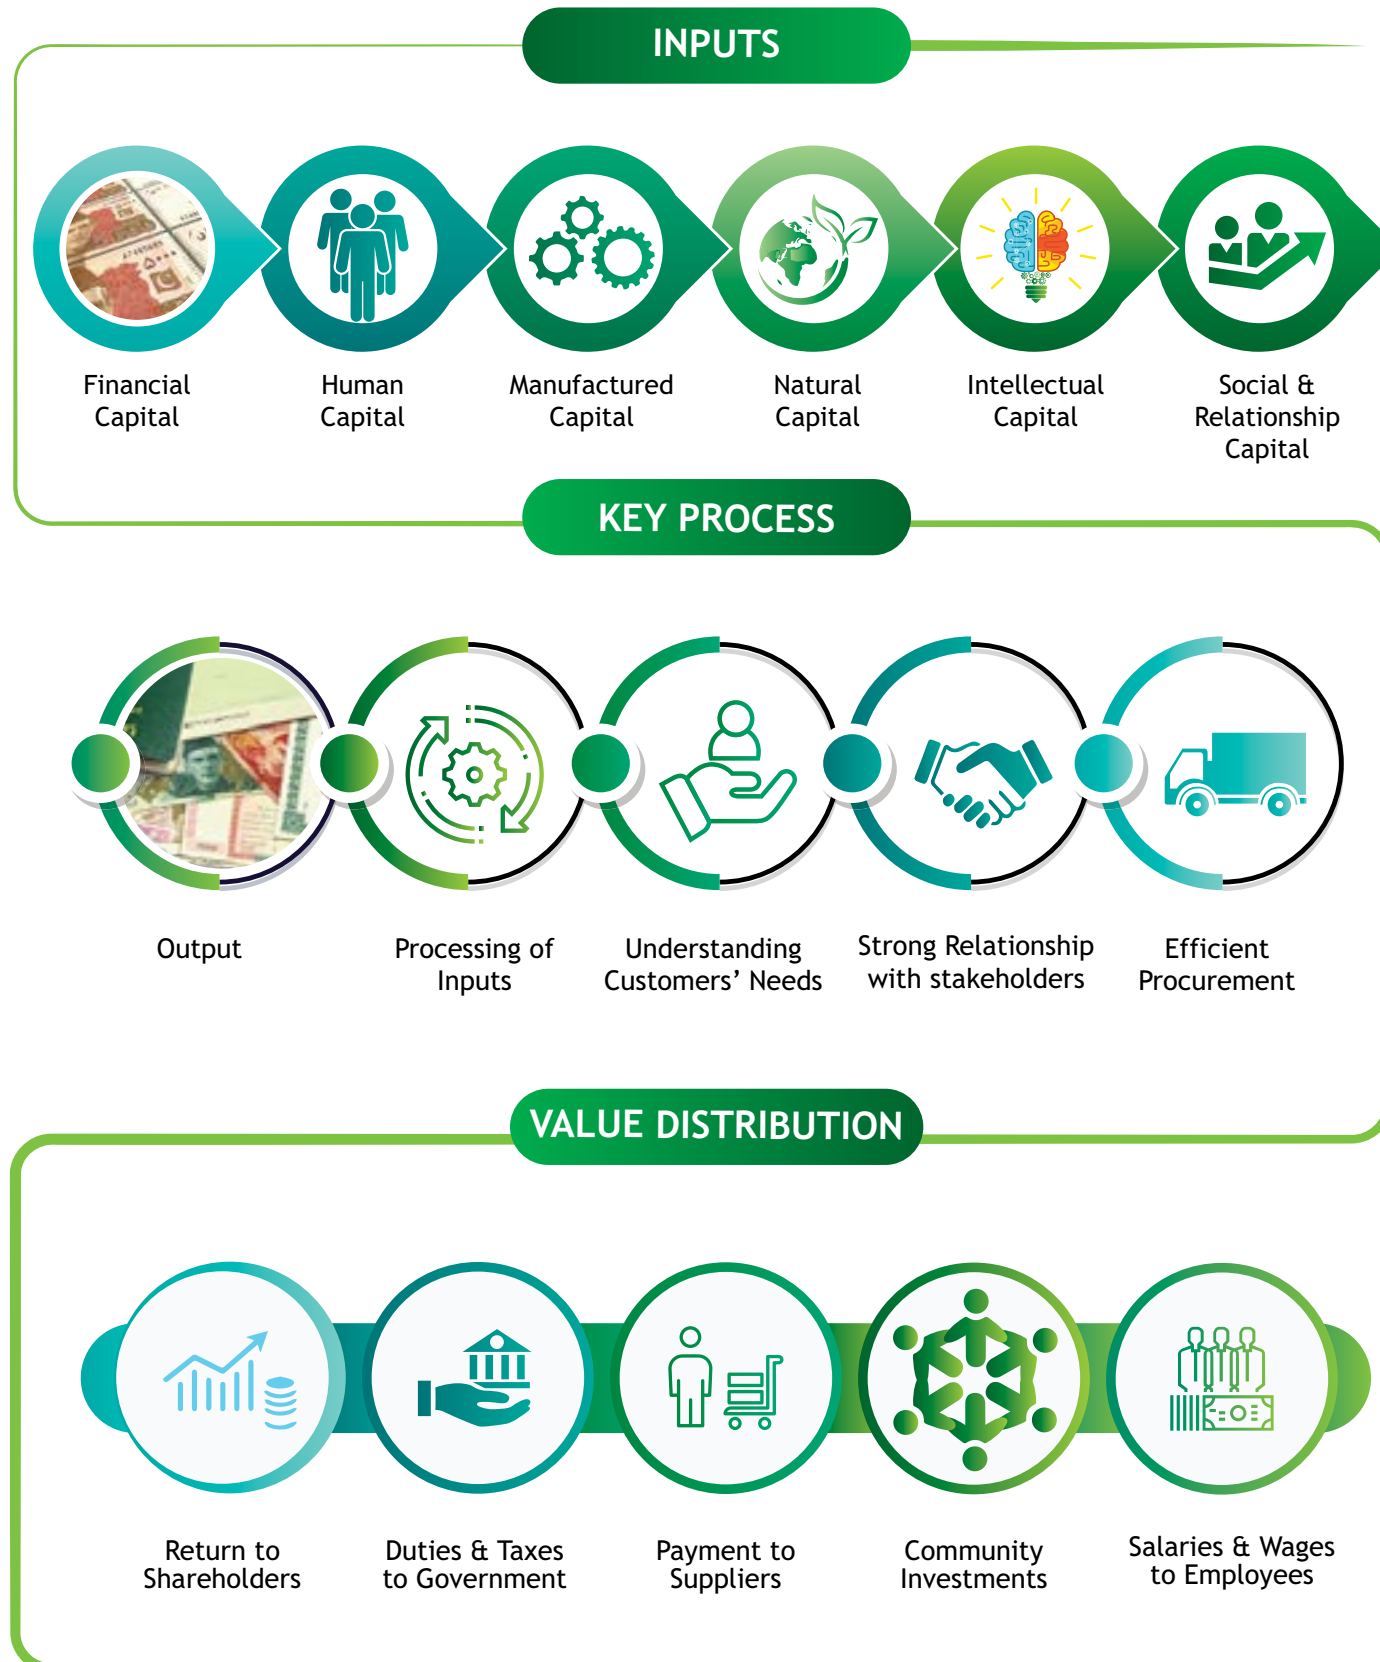 INPUTS
Financial
Capital
Human
Capital
Manufactured
Capital
Natural
Capital
Intellectual
Capital
Social &
Relationship
Capital
KEY PROCESS
Output
Processing of
Inputs
Understanding
Customers’ Needs
Strong Relationship
with stakeholders
Efficient
Procurement
VALUE DISTRIBUTION
Return to
Shareholders
Duties & Taxes
to Government
Payment to
Suppliers
Community
Investments
Salaries & Wages
to Employees